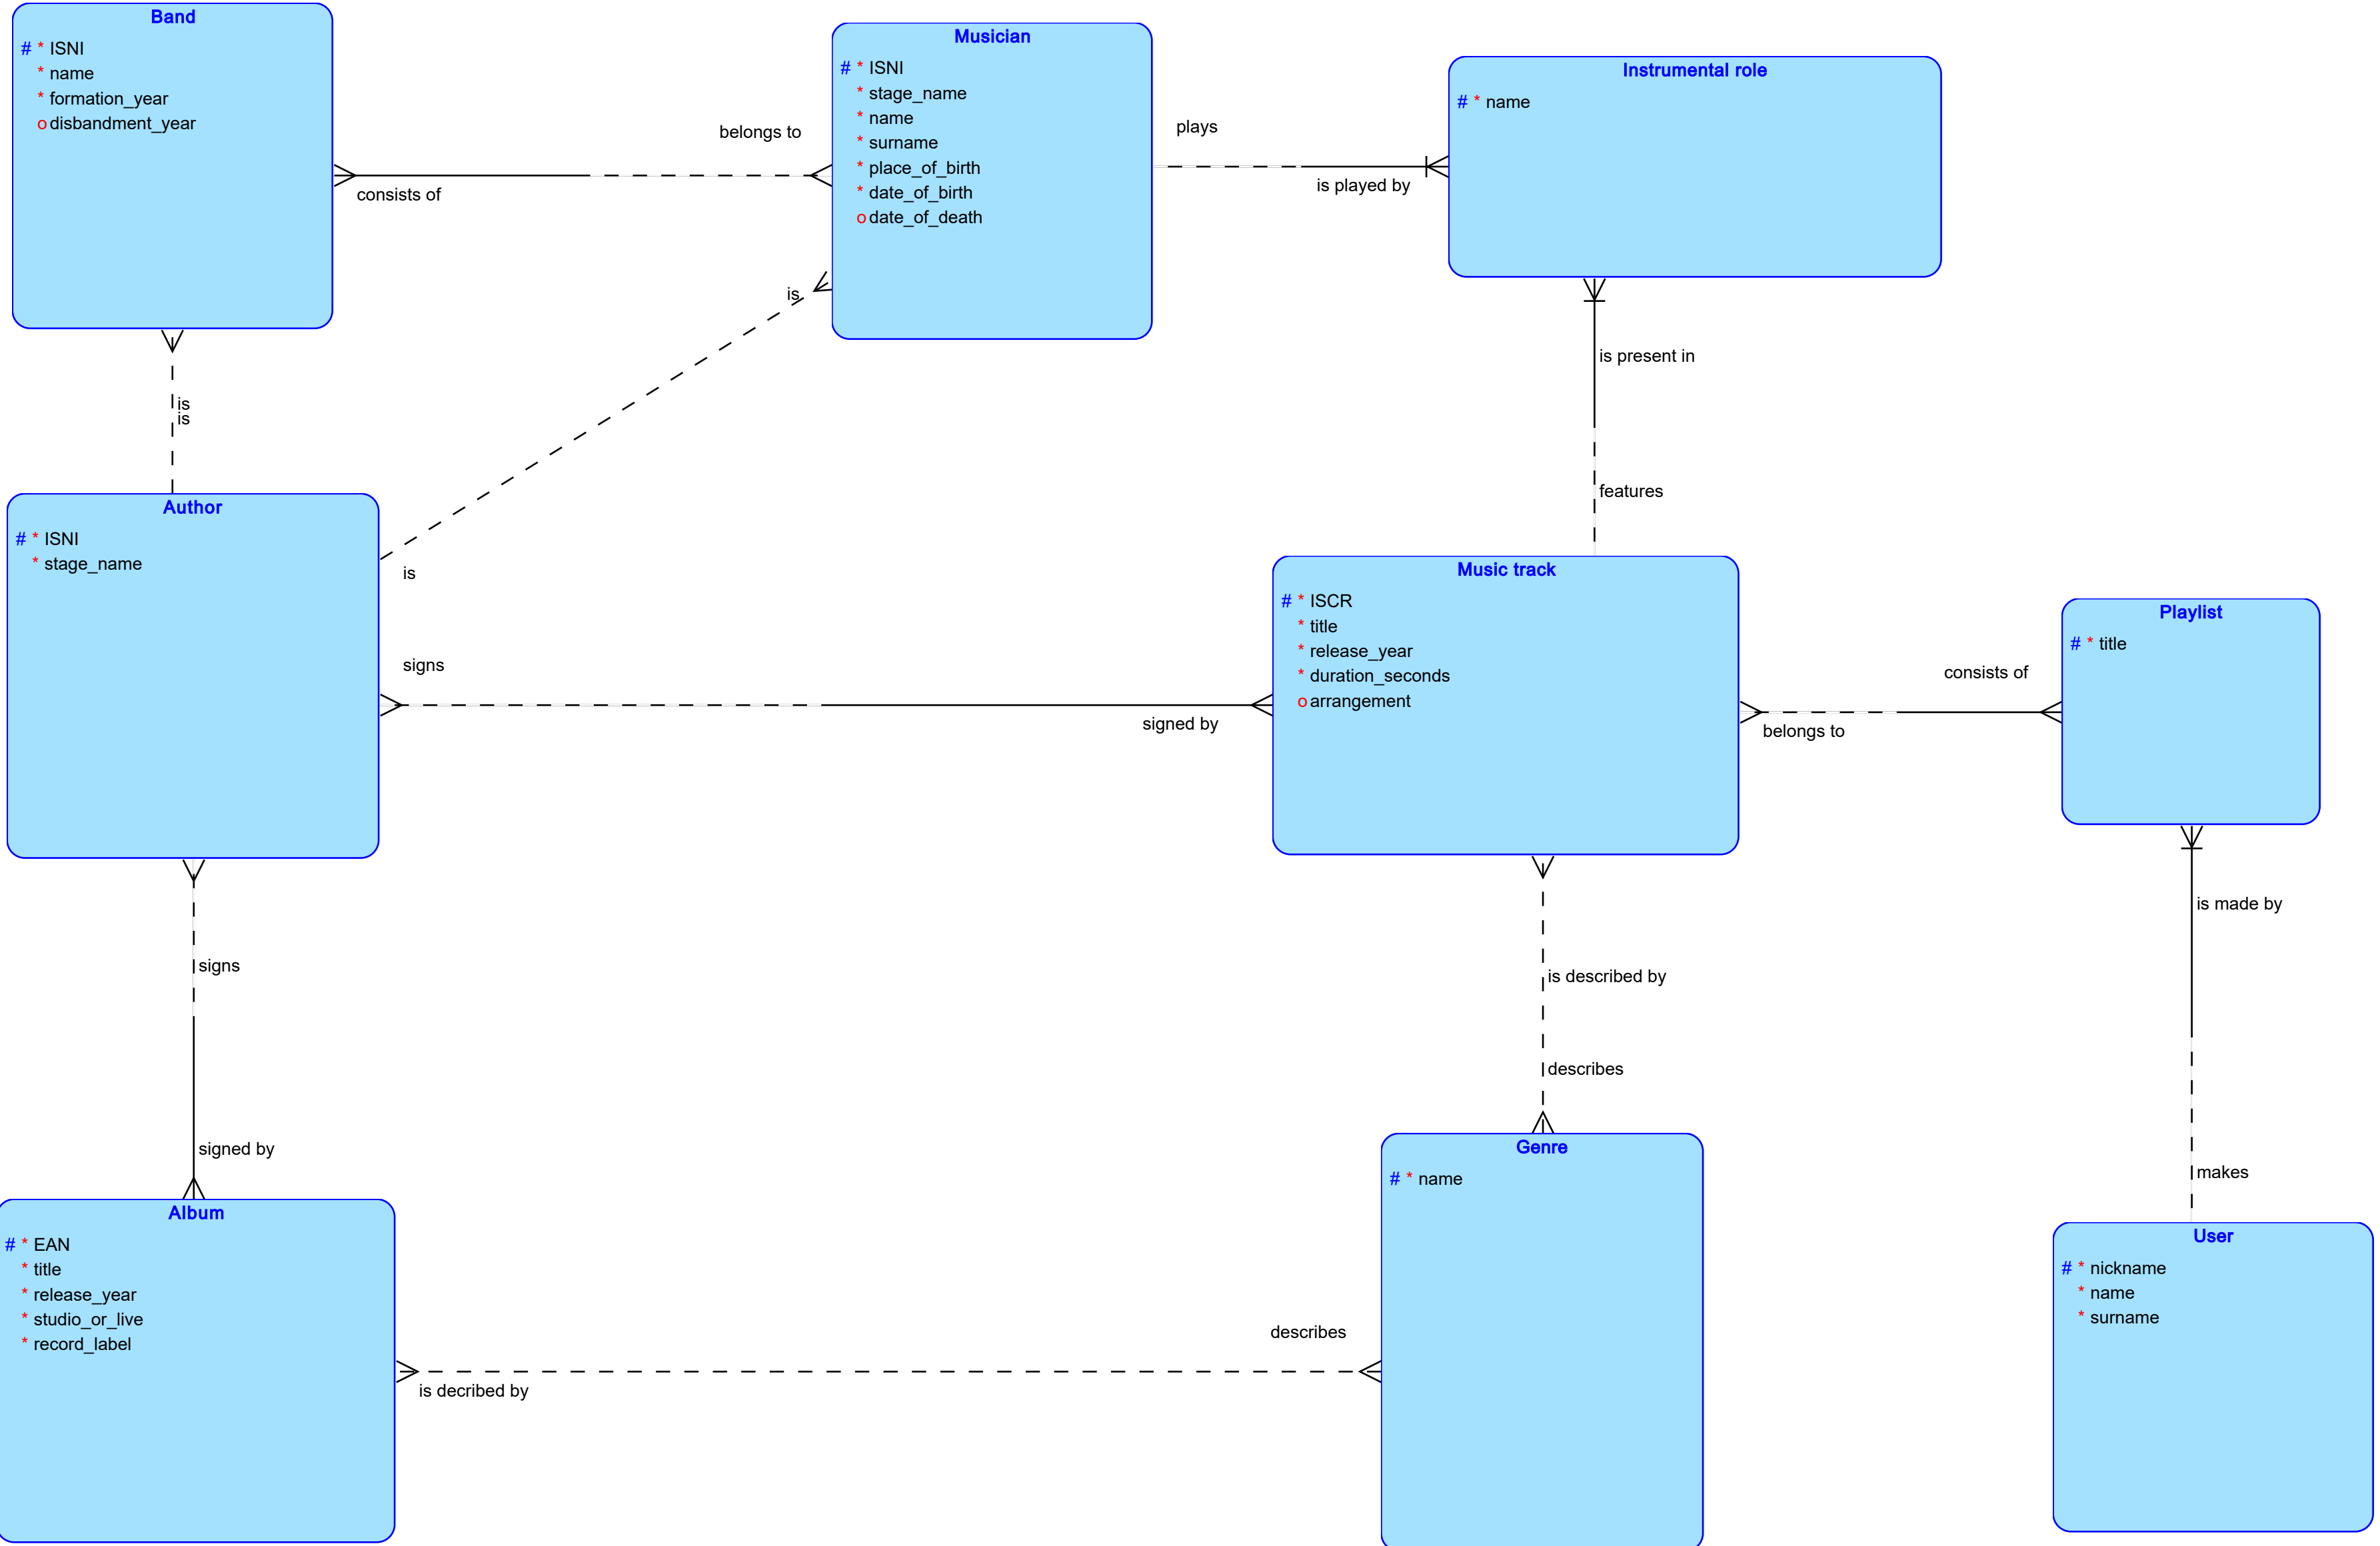 Band
# * ISNI
* name
* formation_year
o disbandment_year
Musician
# * ISNI
* stage_name
* name
* surname
* place_of_birth
* date_of_birth
o date_of_death
Instrumental role
# * name
belongs to
consists of
plays
is played by
is
is
is
is
is present in
features
Author
# * ISNI
* stage_name
signs
signed by
Music track
# * ISCR
* title
* release_year
* duration_seconds
o arrangement
consists of
belongs to
Playlist
# * title
signs
signed by
is described by
describes
is made by
makes
Album
# * EAN
* title
* release_year
* studio_or_live
* record_label
describes
is decribed by
Genre
# * name
User
# * nickname
* name
* surname